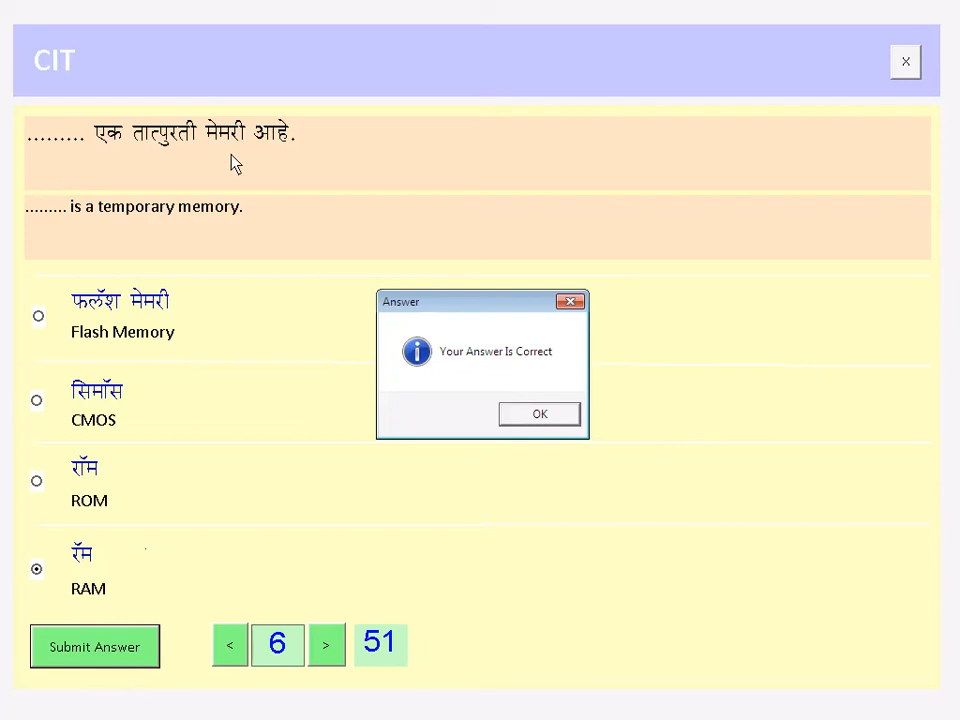 CIT
x
......... एक तात्पुरती मेमरी आहे.
......... is a temporary memory.
फलॅश मेमरी
Flash Memory
Answer
Your Answer Is Correct
OK
सिमॉस
CMOS
रॉम
ROM
रॅम
RAM
Submit Answer
< 6 > 51